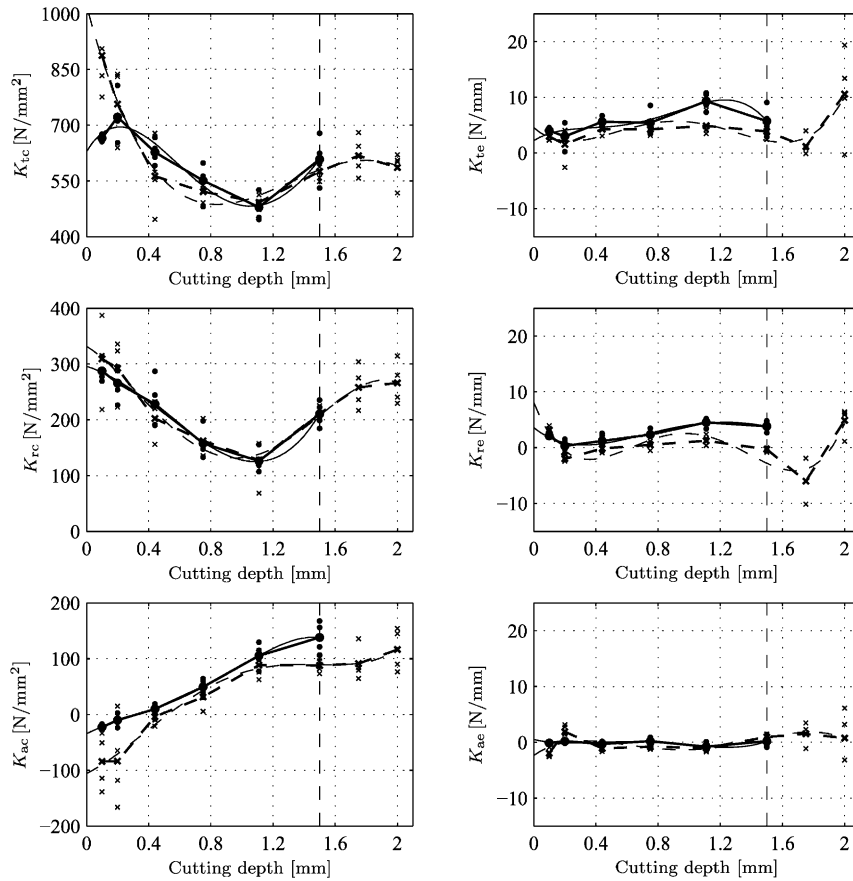 1000
850
700
550
400
K_tc [N/mm²]
0 0.4 0.8 1.2 1.6 2
Cutting depth [mm]
20
10
0
−10
K_te [N/mm]
0 0.4 0.8 1.2 1.6 2
Cutting depth [mm]
400
300
200
100
0
K_rc [N/mm²]
0 0.4 0.8 1.2 1.6 2
Cutting depth [mm]
20
10
0
−10
K_re [N/mm]
0 0.4 0.8 1.2 1.6 2
Cutting depth [mm]
200
100
0
−100
−200
K_ac [N/mm²]
0 0.4 0.8 1.2 1.6 2
Cutting depth [mm]
20
10
0
−10
K_ae [N/mm]
0 0.4 0.8 1.2 1.6 2
Cutting depth [mm]